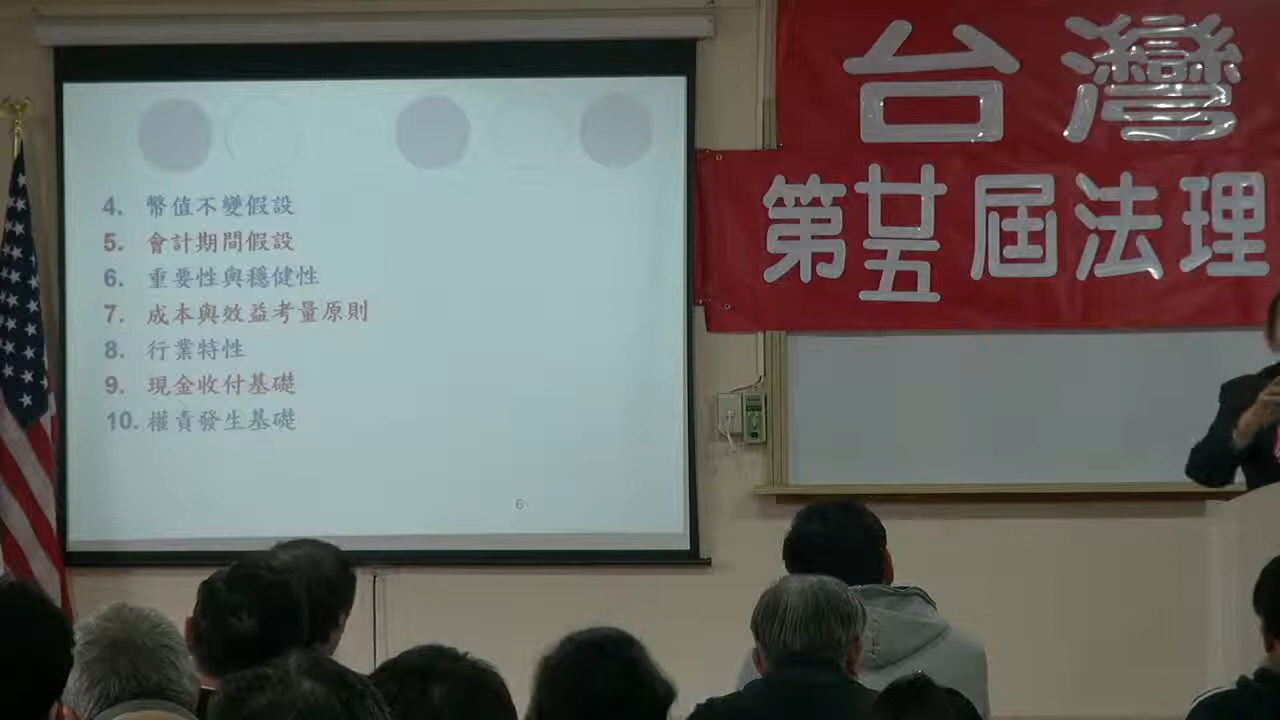 4. 幣值不變假設
5. 會計期間假設
6. 重要性與穩健性
7. 成本與效益考量原則
8. 行業特性
9. 現金收付基礎
10. 權責發生基礎
6
台灣
第廿五屆法理